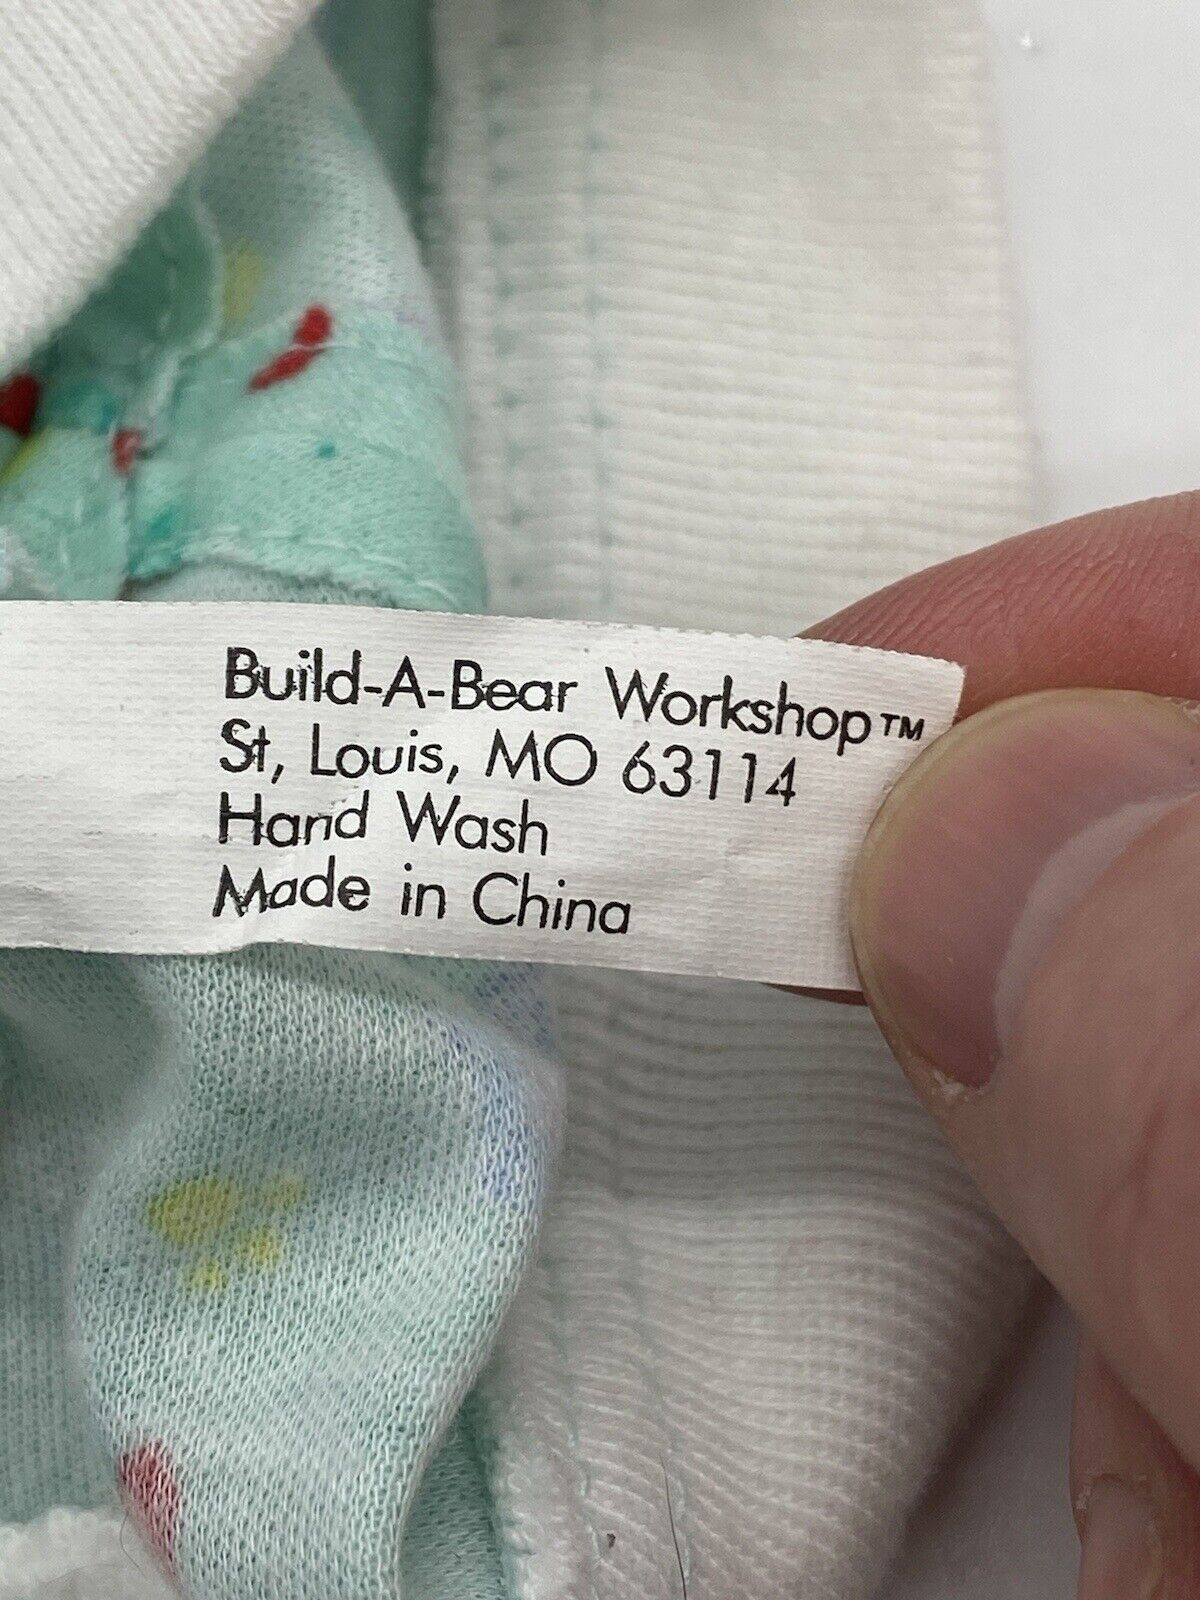 Build-A-Bear Workshop™
St, Louis, MO 63114
Hand Wash
Made in China